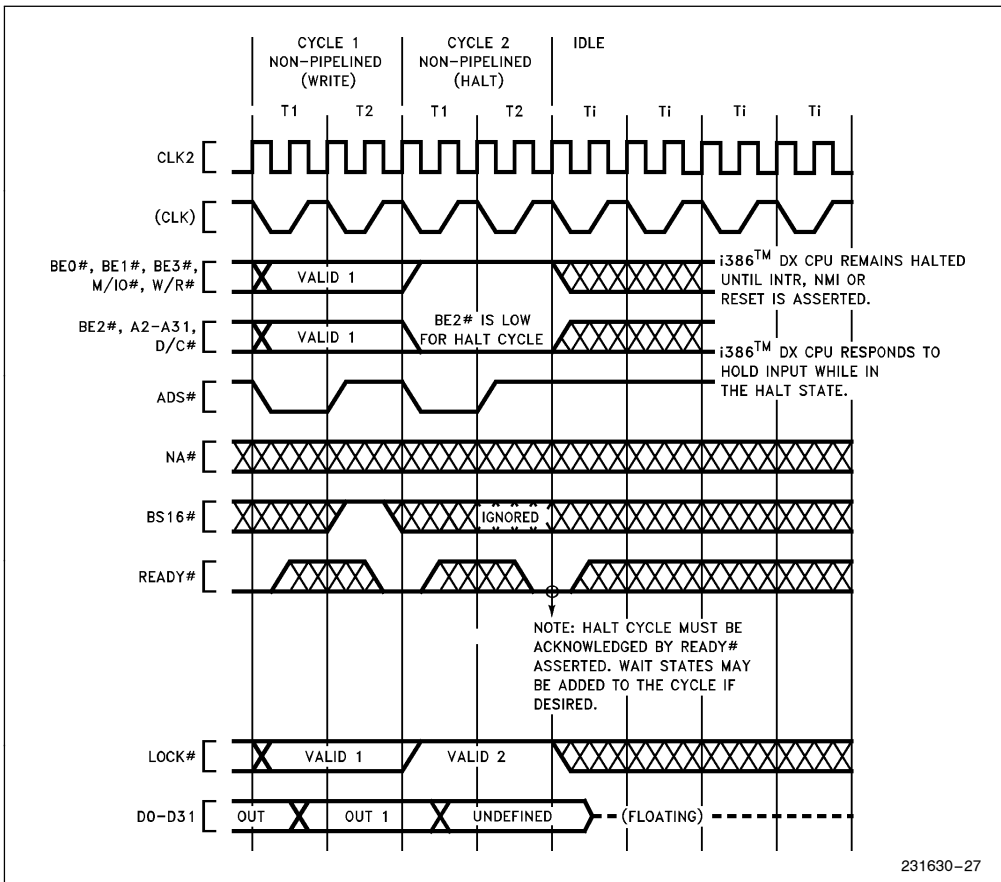 CYCLE 1
NON-PIPELINED
(WRITE)
CYCLE 2
NON-PIPELINED
(HALT)
IDLE
T1 T2 T1 T2 Ti Ti Ti Ti
CLK2
(CLK)
BE0#, BE1#, BE3#,
M/IO#, W/R#
VALID 1
i386™ DX CPU REMAINS HALTED
UNTIL INTR, NMI OR
RESET IS ASSERTED.
BE2#, A2-A31,
D/C#
VALID 1
BE2# IS LOW
FOR HALT CYCLE
i386™ DX CPU RESPONDS TO
HOLD INPUT WHILE IN
THE HALT STATE.
ADS#
NA#
BS16#
IGNORED
READY#
NOTE: HALT CYCLE MUST BE
ACKNOWLEDGED BY READY#
ASSERTED. WAIT STATES MAY
BE ADDED TO THE CYCLE IF
DESIRED.
LOCK#
VALID 1
VALID 2
D0-D31
OUT
OUT 1
UNDEFINED
(FLOATING)
231630-27